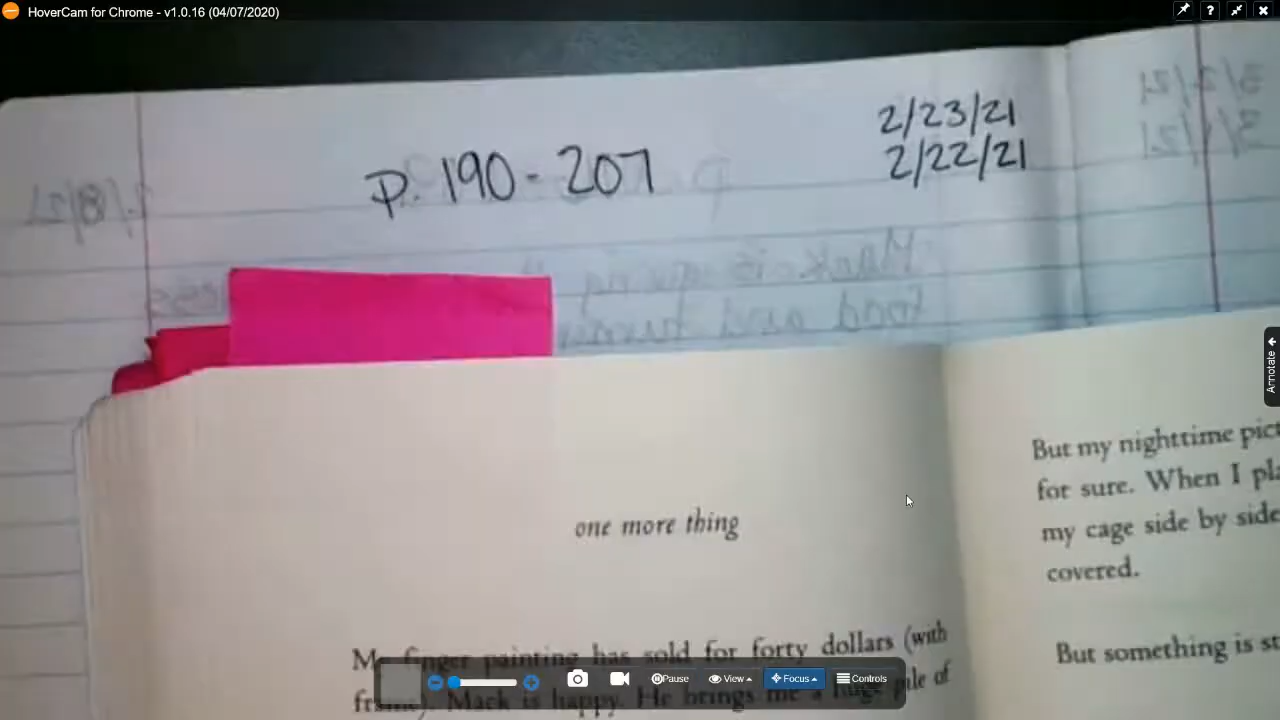 HoverCam for Chrome - v1.0.16 (04/07/2020)
2/23/21
P. 190 - 207
2/22/21
Annotate
one more thing
My finger painting has sold for forty dollars (with
frame). Mack is happy. He brings me a huge pile of
But my nighttime
for sure. When I
my cage side by side
covered.
But something is
Pause
View
Focus
Controls